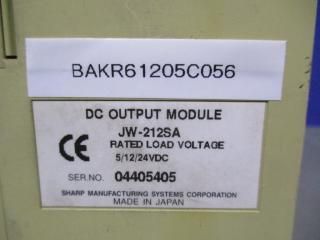 BAKR61205C056
DC OUTPUT MODULE
JW-212SA
CE
RATED LOAD VOLTAGE
5/12/24VDC
SER.NO. 04405405
SHARP MANUFACTURING SYSTEMS CORPORATION
MADE IN JAPAN